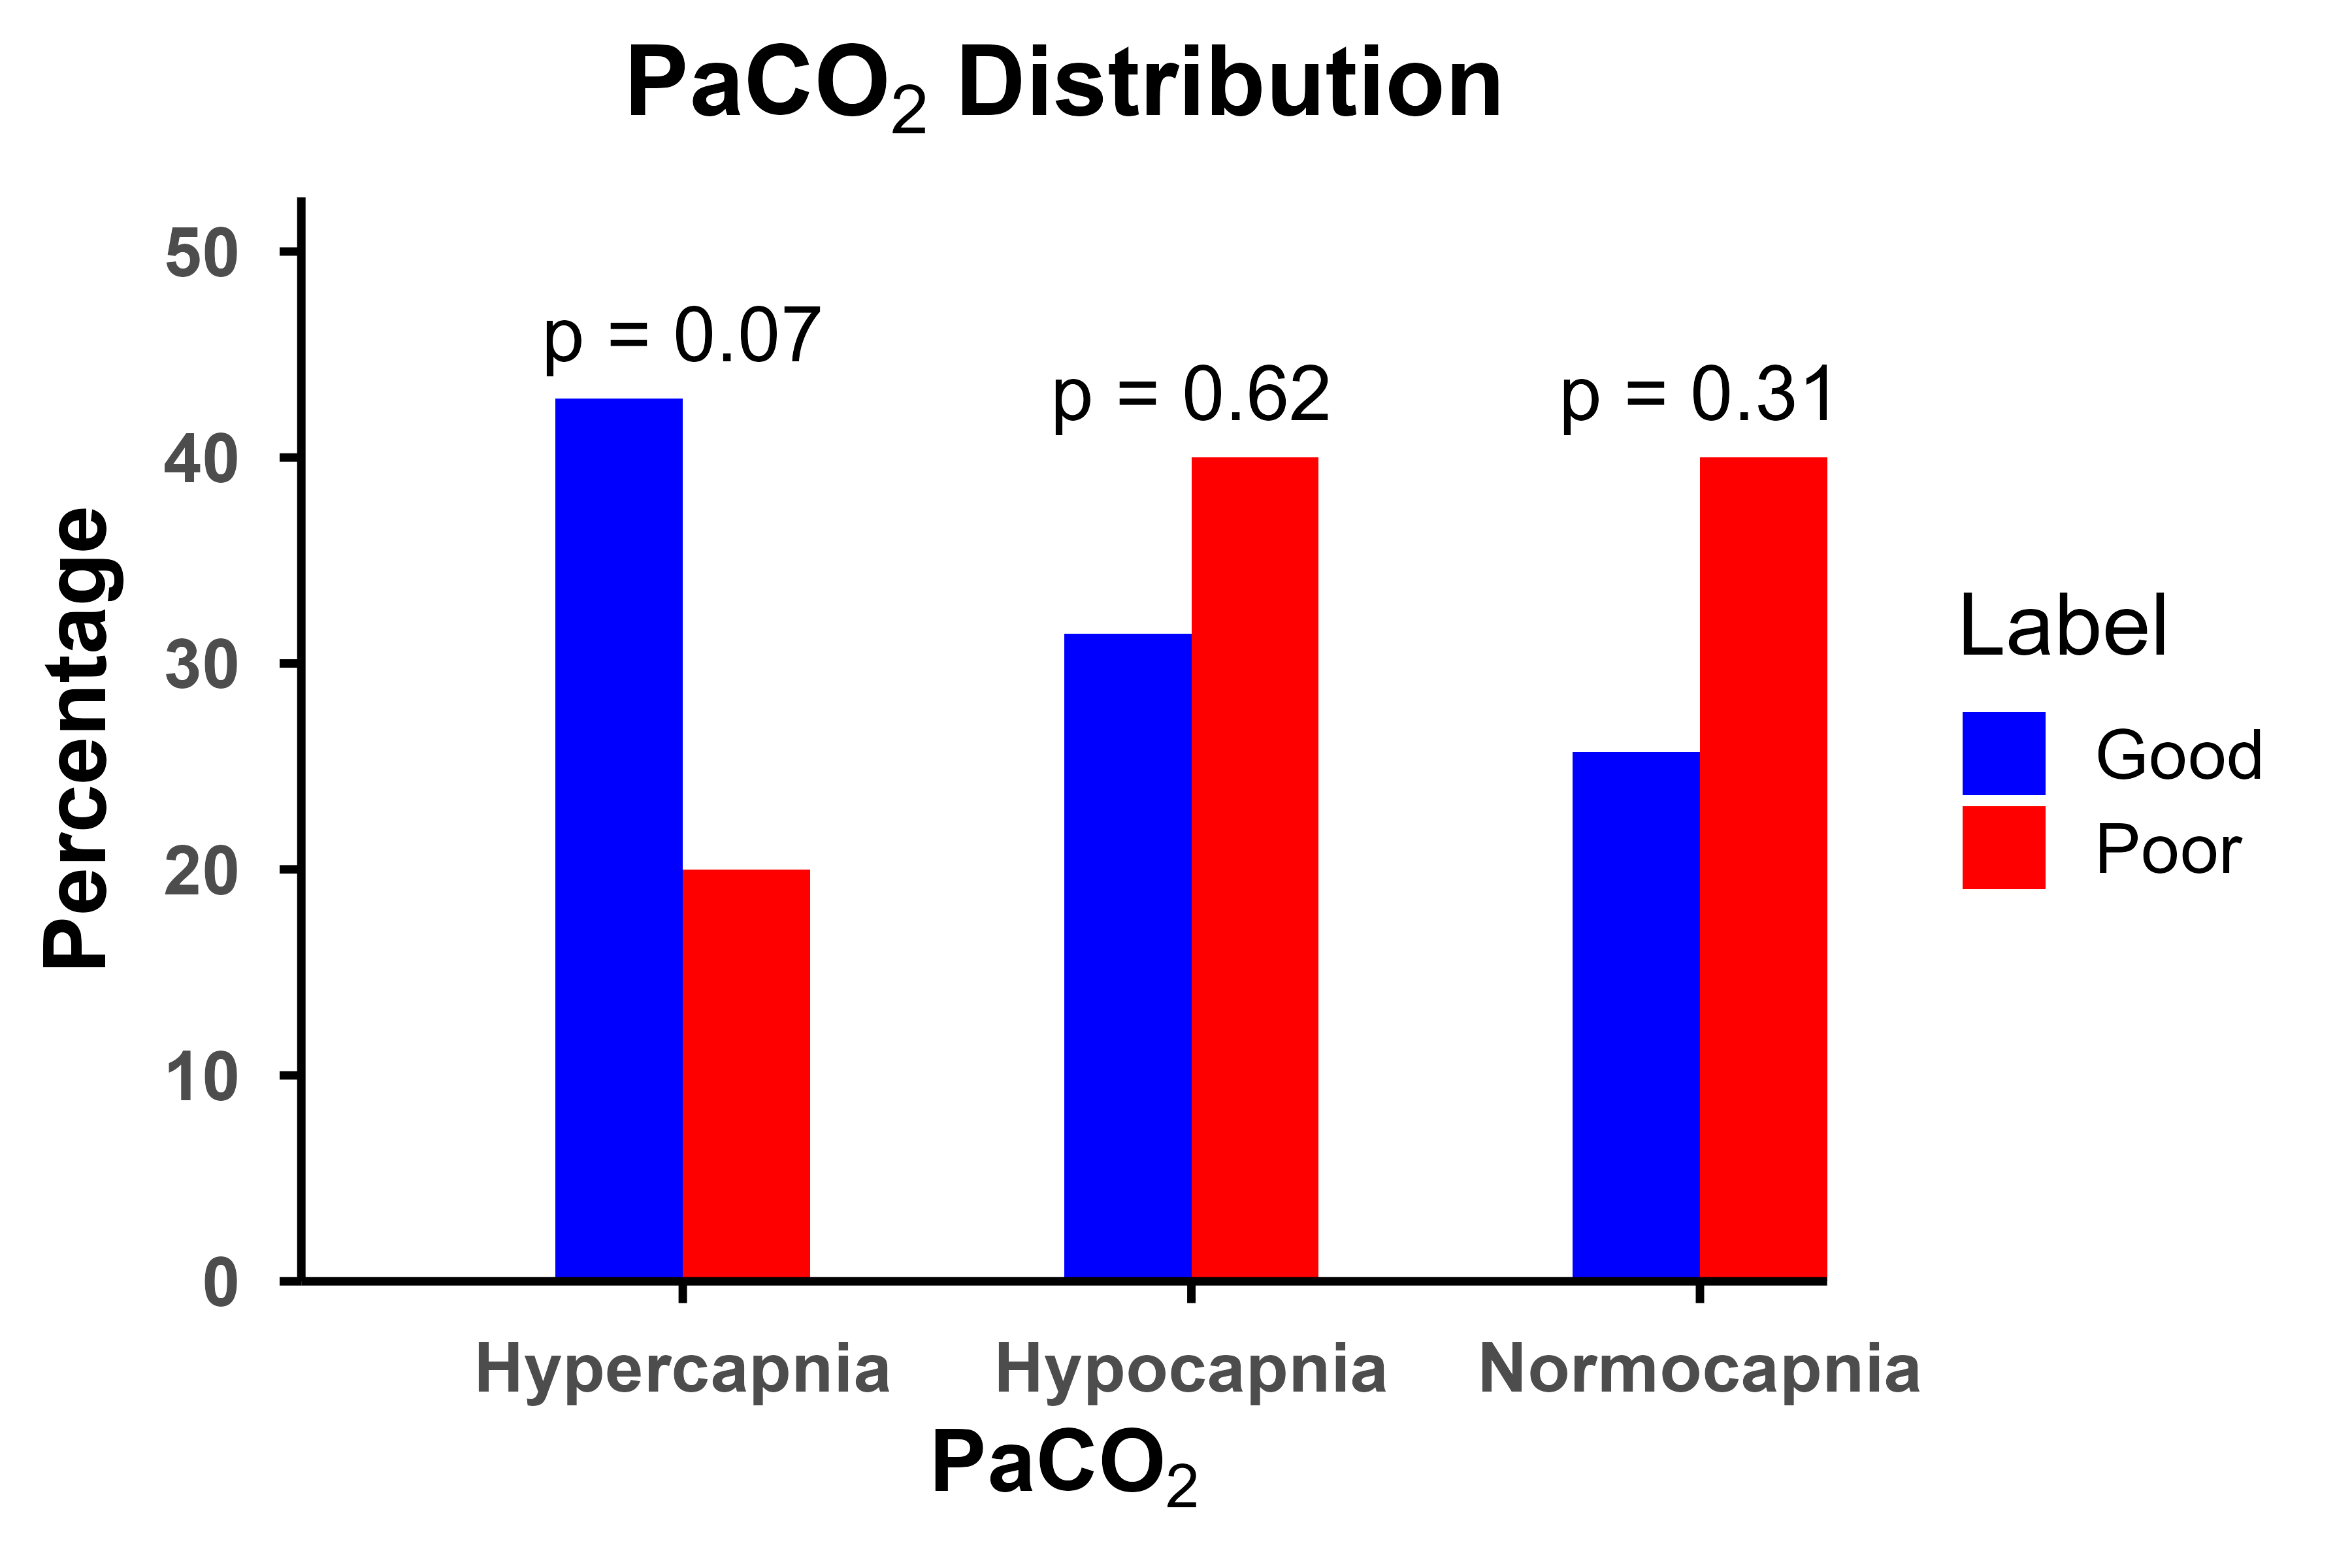 PaCO₂ Distribution
50
40
30
20
10
0
Percentage
p = 0.07
p = 0.62
p = 0.31
Hypercapnia
Hypocapnia
Normocapnia
PaCO₂
Label
Good
Poor